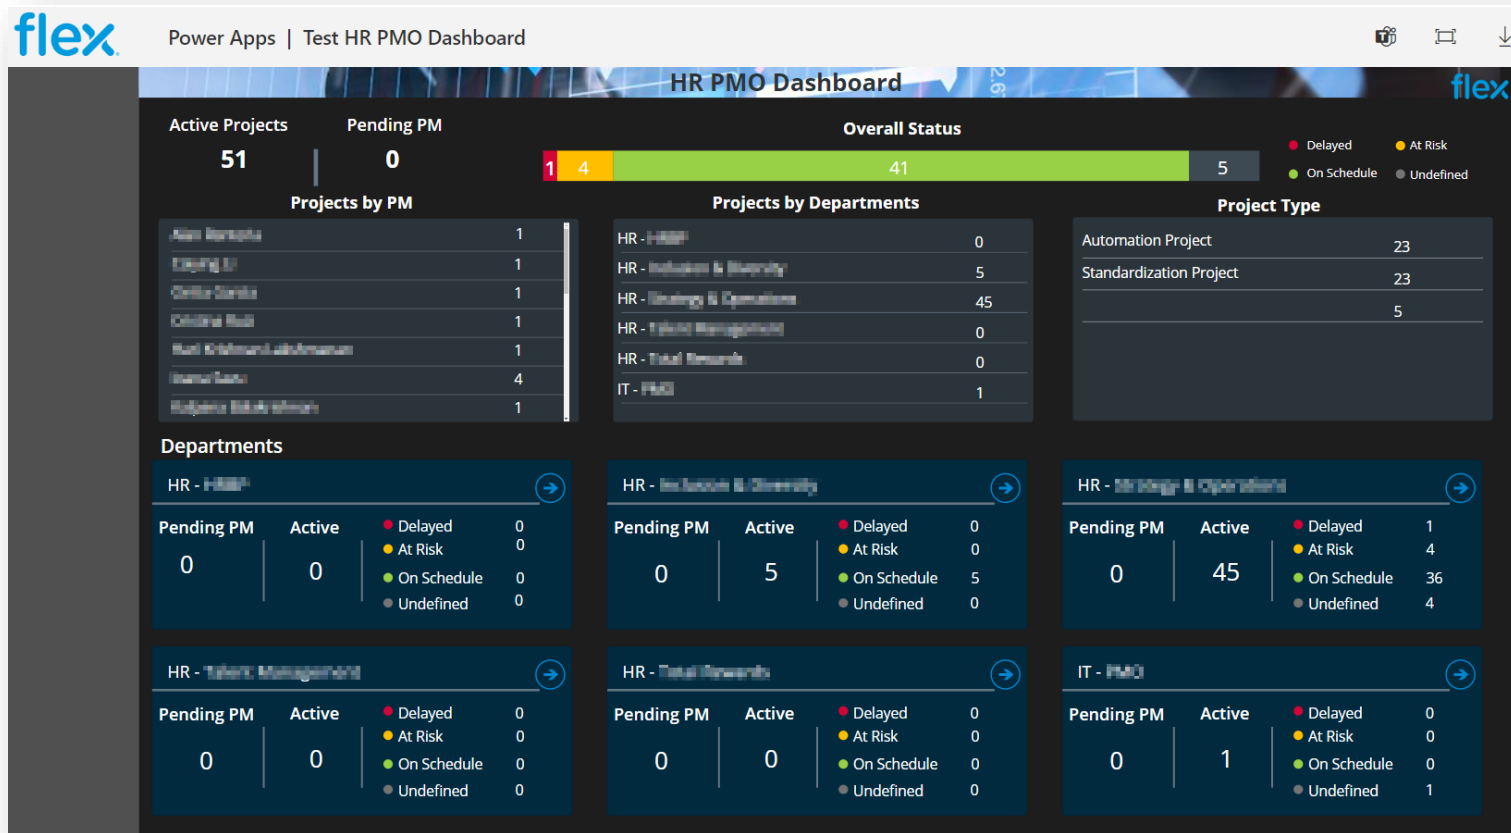 flex
Power Apps | Test HR PMO Dashboard
HR PMO Dashboard
flex
Active Projects
51
Pending PM
0
Overall Status
1 4 41 5
Delayed At Risk
On Schedule Undefined
Projects by PM
1
1
1
1
1
4
1
Projects by Departments
HR - 0
HR - 5
HR - 45
HR - 0
HR - 0
IT - 1
Project Type
Automation Project 23
Standardization Project 23
5
Departments
HR -
Pending PM
0
Active
0
Delayed 0
At Risk 0
On Schedule 0
Undefined 0
HR -
Pending PM
0
Active
5
Delayed 0
At Risk 0
On Schedule 5
Undefined 0
HR -
Pending PM
0
Active
45
Delayed 1
At Risk 4
On Schedule 36
Undefined 4
HR -
Pending PM
0
Active
0
Delayed 0
At Risk 0
On Schedule 0
Undefined 0
HR -
Pending PM
0
Active
0
Delayed 0
At Risk 0
On Schedule 0
Undefined 0
IT -
Pending PM
0
Active
1
Delayed 0
At Risk 0
On Schedule 0
Undefined 1